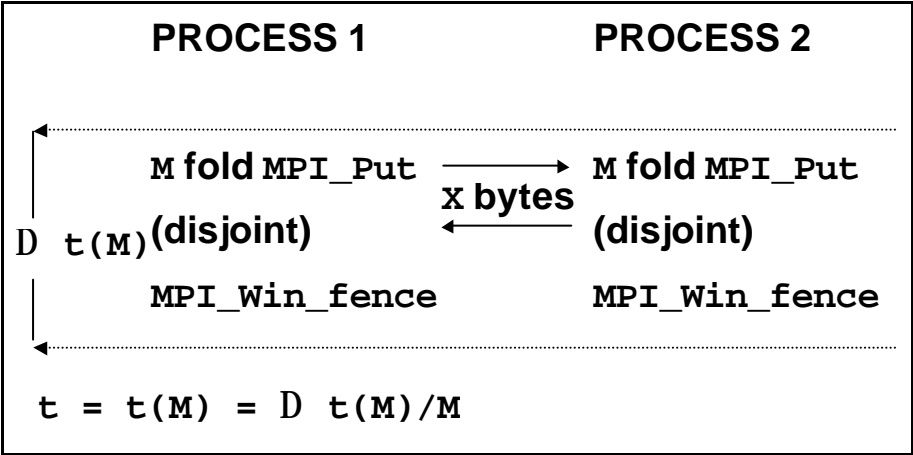 PROCESS 1 PROCESS 2
M fold MPI_Put M fold MPI_Put
X bytes
D t(M) (disjoint) (disjoint)
MPI_Win_fence MPI_Win_fence
t = t(M) = D t(M)/M